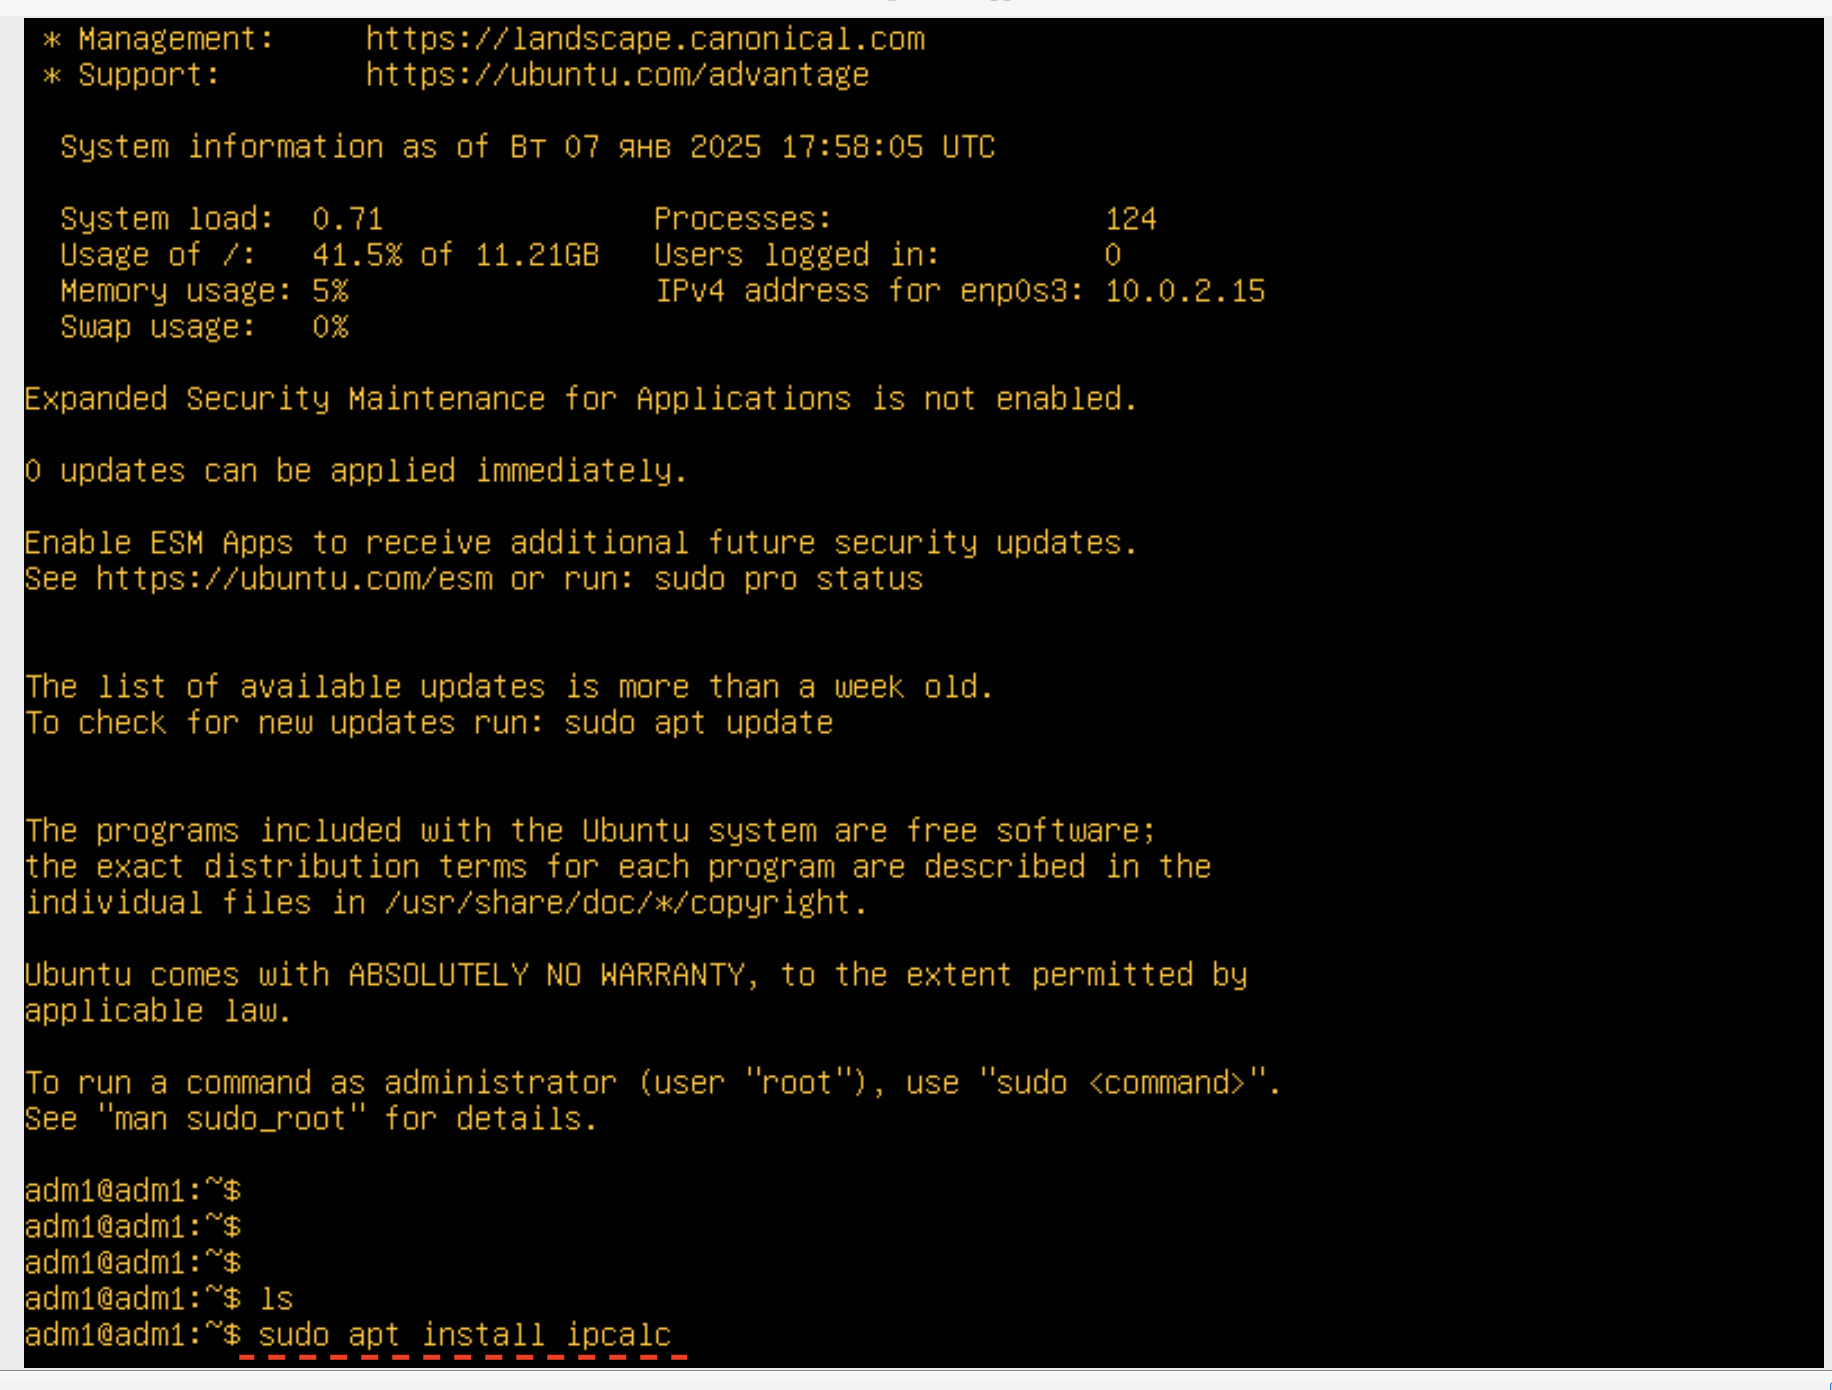 * Management: https://landscape.canonical.com
* Support: https://ubuntu.com/advantage
System information as of Вт 07 янв 2025 17:58:05 UTC
System load: 0.71 Processes: 124
Usage of /: 41.5% of 11.21GB Users logged in: 0
Memory usage: 5% IPv4 address for enp0s3: 10.0.2.15
Swap usage: 0%
Expanded Security Maintenance for Applications is not enabled.
0 updates can be applied immediately.
Enable ESM Apps to receive additional future security updates.
See https://ubuntu.com/esm or run: sudo pro status
The list of available updates is more than a week old.
To check for new updates run: sudo apt update
The programs included with the Ubuntu system are free software;
the exact distribution terms for each program are described in the
individual files in /usr/share/doc/*/copyright.
Ubuntu comes with ABSOLUTELY NO WARRANTY, to the extent permitted by
applicable law.
To run a command as administrator (user "root"), use "sudo <command>".
See "man sudo_root" for details.
adm1@adm1:~$
adm1@adm1:~$
adm1@adm1:~$
adm1@adm1:~$ ls
adm1@adm1:~$ sudo apt install ipcalc